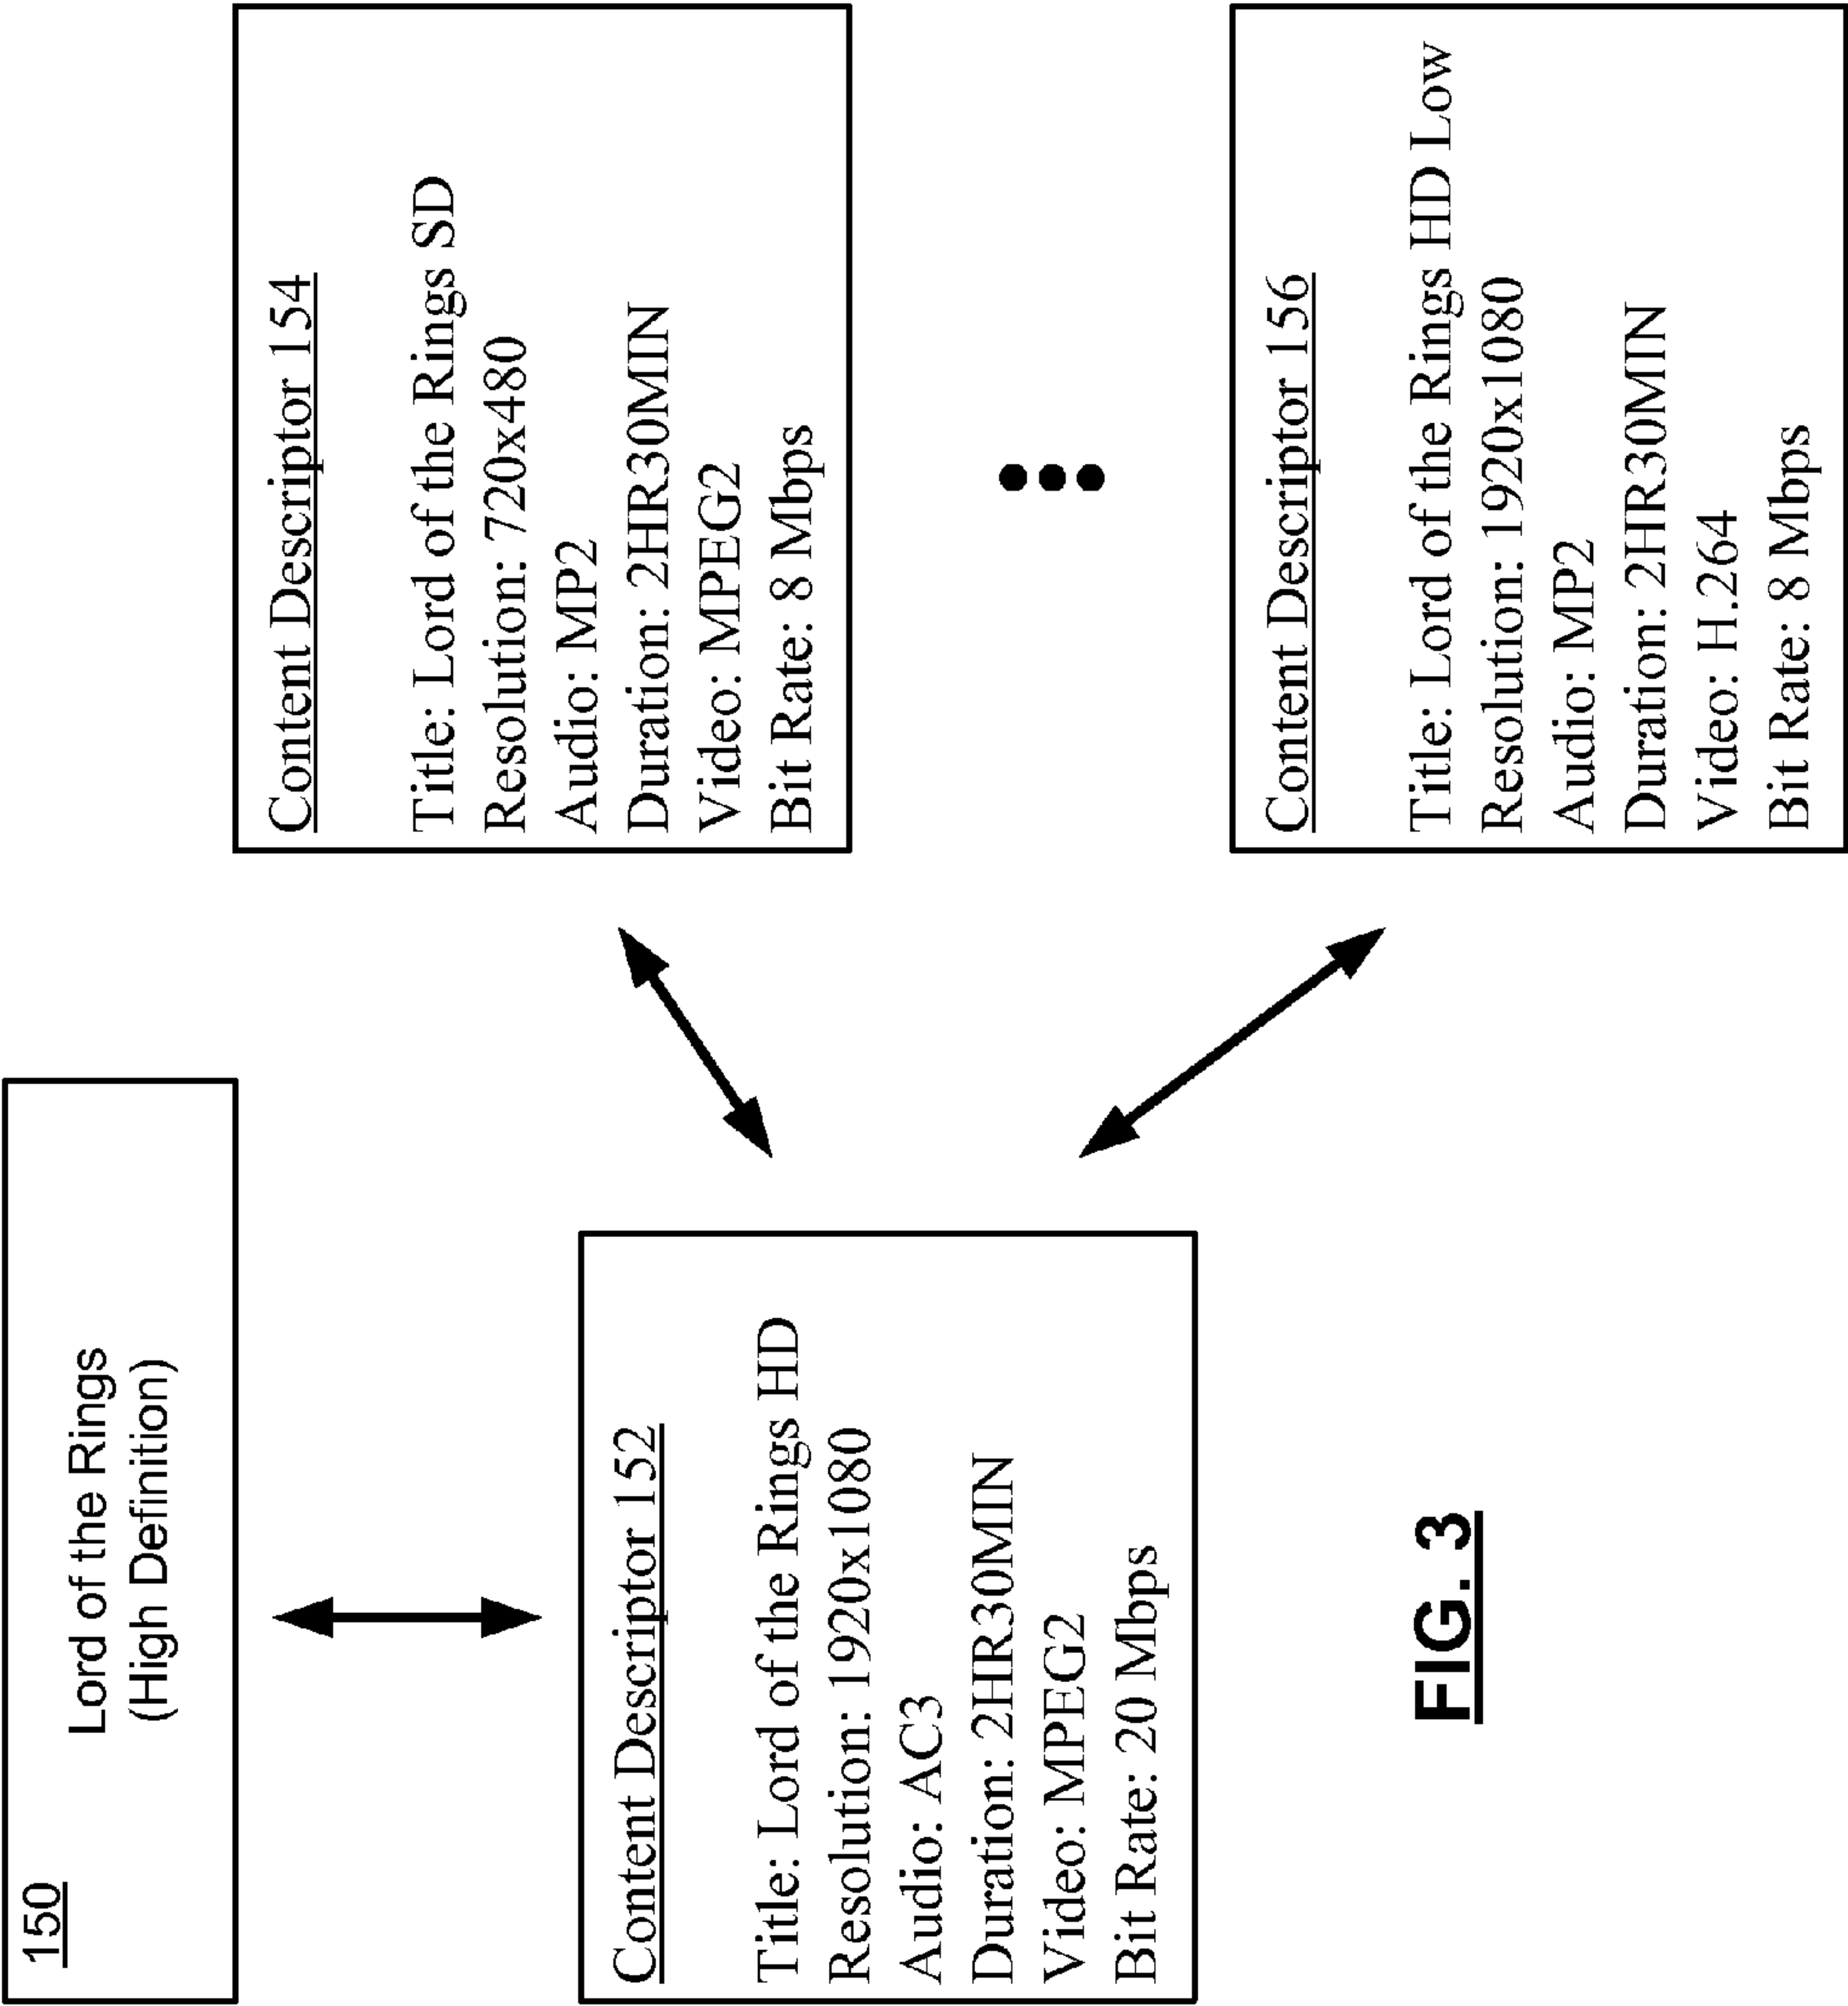 150
Lord of the Rings
(High Definition)
Content Descriptor 152
Title: Lord of the Rings HD
Resolution: 1920x1080
Audio: AC3
Duration: 2HR30MIN
Video: MPEG2
Bit Rate: 20 Mbps
Content Descriptor 154
Title: Lord of the Rings SD
Resolution: 720x480
Audio: MP2
Duration: 2HR30MIN
Video: MPEG2
Bit Rate: 8 Mbps
Content Descriptor 156
Title: Lord of the Rings HD Low
Resolution: 1920x1080
Audio: MP2
Duration: 2HR30MIN
Video: H.264
Bit Rate: 8 Mbps
FIG. 3